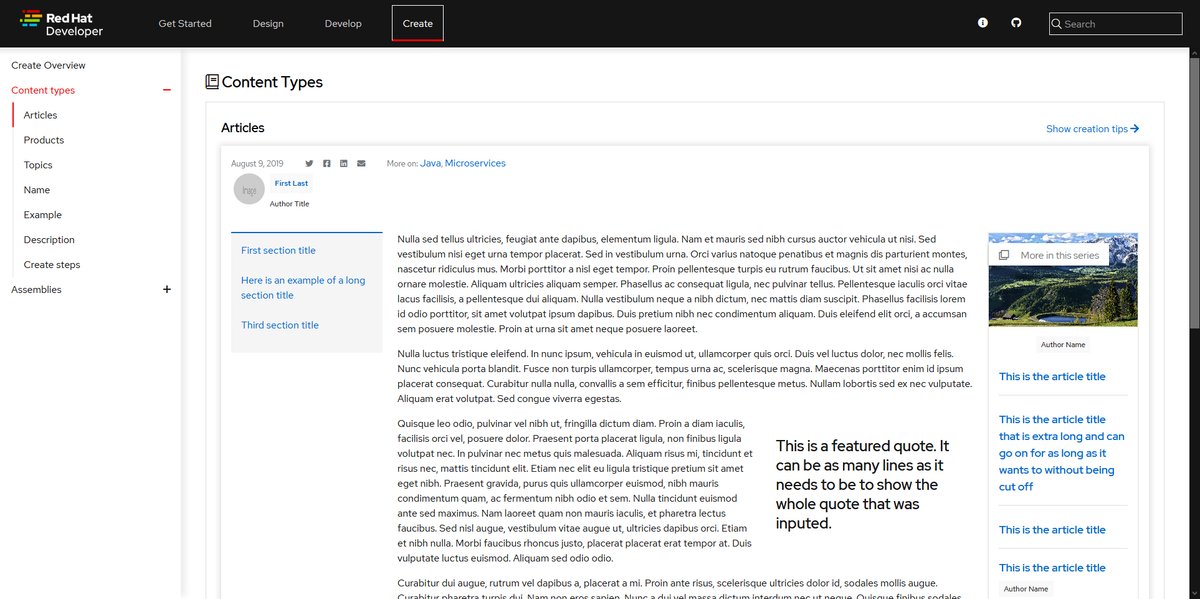 Red Hat
Developer
Get Started
Design
Develop
Create
Search
Create Overview
Content types
Articles
Products
Topics
Name
Example
Description
Create steps
Assemblies
Content Types
Articles
Show creation tips
August 9, 2019
More on: Java, Microservices
Image
First Last
Author Title
First section title
Here is an example of a long
section title
Third section title
Nulla sed tellus ultricies, feugiat ante dapibus, elementum ligula. Nam et mauris sed nibh cursus auctor vehicula ut nisi. Sed
vestibulum nisi eget urna tempor placerat. Sed in vestibulum urna. Orci varius natoque penatibus et magnis dis parturient montes,
nascetur ridiculus mus. Morbi porttitor a nisl eget tempor. Proin pellentesque turpis eu rutrum faucibus. Ut sit amet nisi ac nulla
ornare molestie. Aliquam ultricies aliquam semper. Phasellus ac consequat ligula, nec pulvinar tellus. Pellentesque iaculis orci vitae
lacus facilisis, a pellentesque dui aliquam. Nulla vestibulum neque a nibh dictum, nec mattis diam suscipit. Phasellus facilisis lorem
id odio porttitor, sit amet volutpat ipsum dapibus. Duis pretium nibh nec condimentum aliquam. Duis eleifend elit orci, a accumsan
sem posuere molestie. Proin at urna sit amet neque posuere laoreet.
Nulla luctus tristique eleifend. In nunc ipsum, vehicula in euismod ut, ullamcorper quis orci. Duis vel luctus dolor, nec mollis felis.
Nunc vehicula porta blandit. Fusce non turpis ullamcorper, tempus urna ac, scelerisque magna. Maecenas porttitor enim id ipsum
placerat consequat. Curabitur nulla nulla, convallis a sem efficitur, finibus pellentesque metus. Nullam lobortis sed ex nec vulputate.
Aliquam erat volutpat. Sed congue viverra egestas.
Quisque leo odio, pulvinar vel nibh ut, fringilla dictum diam. Proin a diam iaculis,
facilisis orci vel, posuere dolor. Praesent porta placerat ligula, non finibus ligula
volutpat nec. In pulvinar nec metus quis malesuada. Aliquam risus mi, tincidunt et
risus nec, mattis tincidunt elit. Etiam nec elit eu ligula tristique pretium sit amet
eget nibh. Praesent gravida, purus quis ullamcorper euismod, nibh mauris
condimentum quam, ac fermentum nibh odio et sem. Nulla tincidunt euismod
ante sed maximus. Nam laoreet quam non mauris iaculis, et pharetra lectus
faucibus. Sed nisl augue, vestibulum vitae augue ut, ultricies dapibus orci. Etiam
et nibh nulla. Morbi faucibus rhoncus justo, placerat placerat erat tempor at. Duis
vulputate luctus euismod. Aliquam sed odio odio.
This is a featured quote. It
can be as many lines as it
needs to be to show the
whole quote that was
inputed.
Curabitur dui augue, rutrum vel dapibus a, placerat a mi. Proin ante risus, scelerisque ultricies dolor id, sodales mollis augue.
Curabitur pharetra turpis dui. Nam non eros sapien. Nunc a dui vel massa dictum interdum nec ut neque. Quisque finibus sodales
More in this series
Author Name
This is the article title
This is the article title
that is extra long and can
go on for as long as it
wants to without being
cut off
This is the article title
This is the article title
Author Name